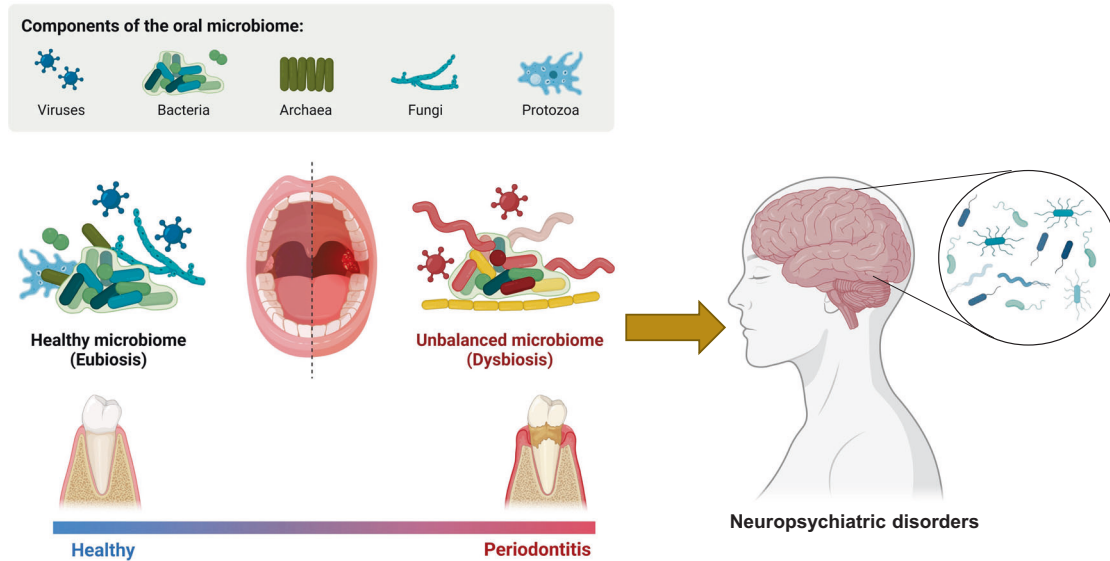 Components of the oral microbiome:
Viruses
Bacteria
Archaea
Fungi
Protozoa
Healthy microbiome
(Eubiosis)
Unbalanced microbiome
(Dysbiosis)
Healthy
Periodontitis
Neuropsychiatric disorders